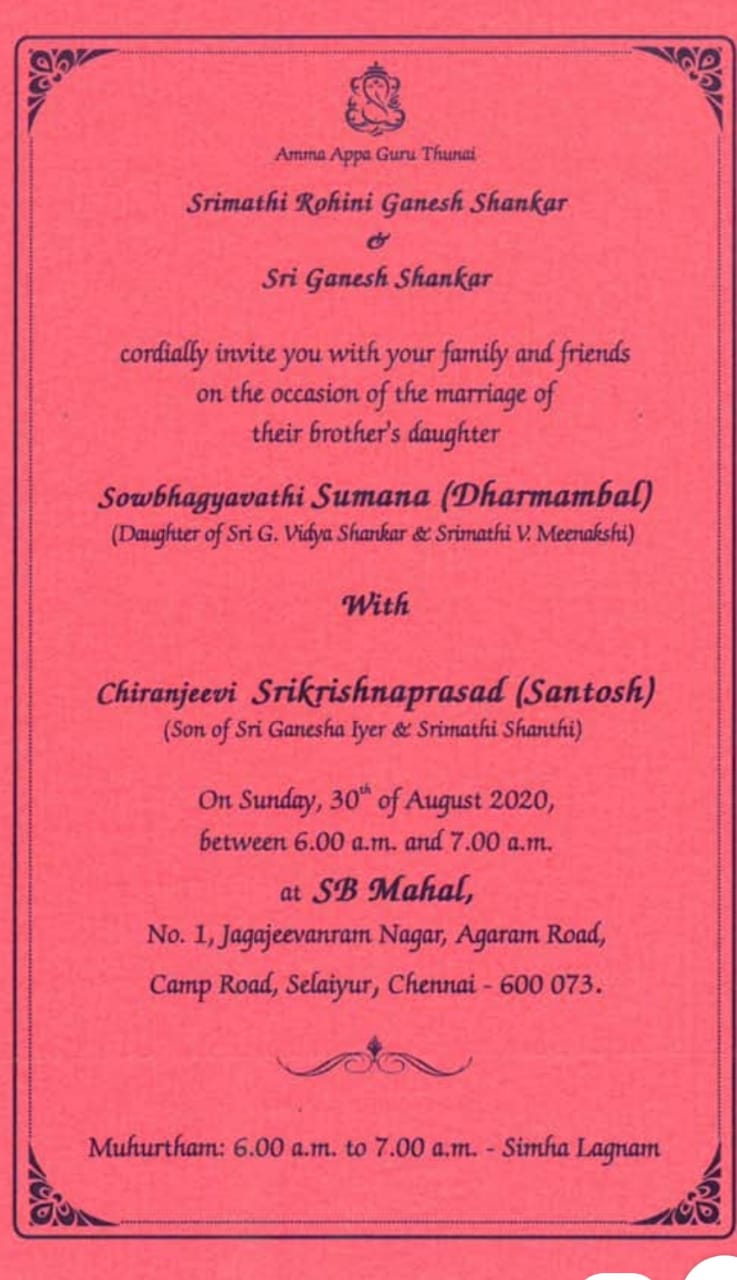 Amma Appa Guru Thunai
Srimathi Rohini Ganesh Shankar
&
Sri Ganesh Shankar
cordially invite you with your family and friends
on the occasion of the marriage of
their brother's daughter
Sowbhagyavathi Sumana (Dharmambal)
(Daughter of Sri G. Vidya Shankar & Srimathi V. Meenakshi)
With
Chiranjeevi Srikrishnaprasad (Santosh)
(Son of Sri Ganesha Iyer & Srimathi Shanthi)
On Sunday, 30th of August 2020,
between 6.00 a.m. and 7.00 a.m.
at SB Mahal,
No. 1, Jagajeevanram Nagar, Agaram Road,
Camp Road, Selaiyur, Chennai - 600 073.
Muhurtham: 6.00 a.m. to 7.00 a.m. - Simha Lagnam